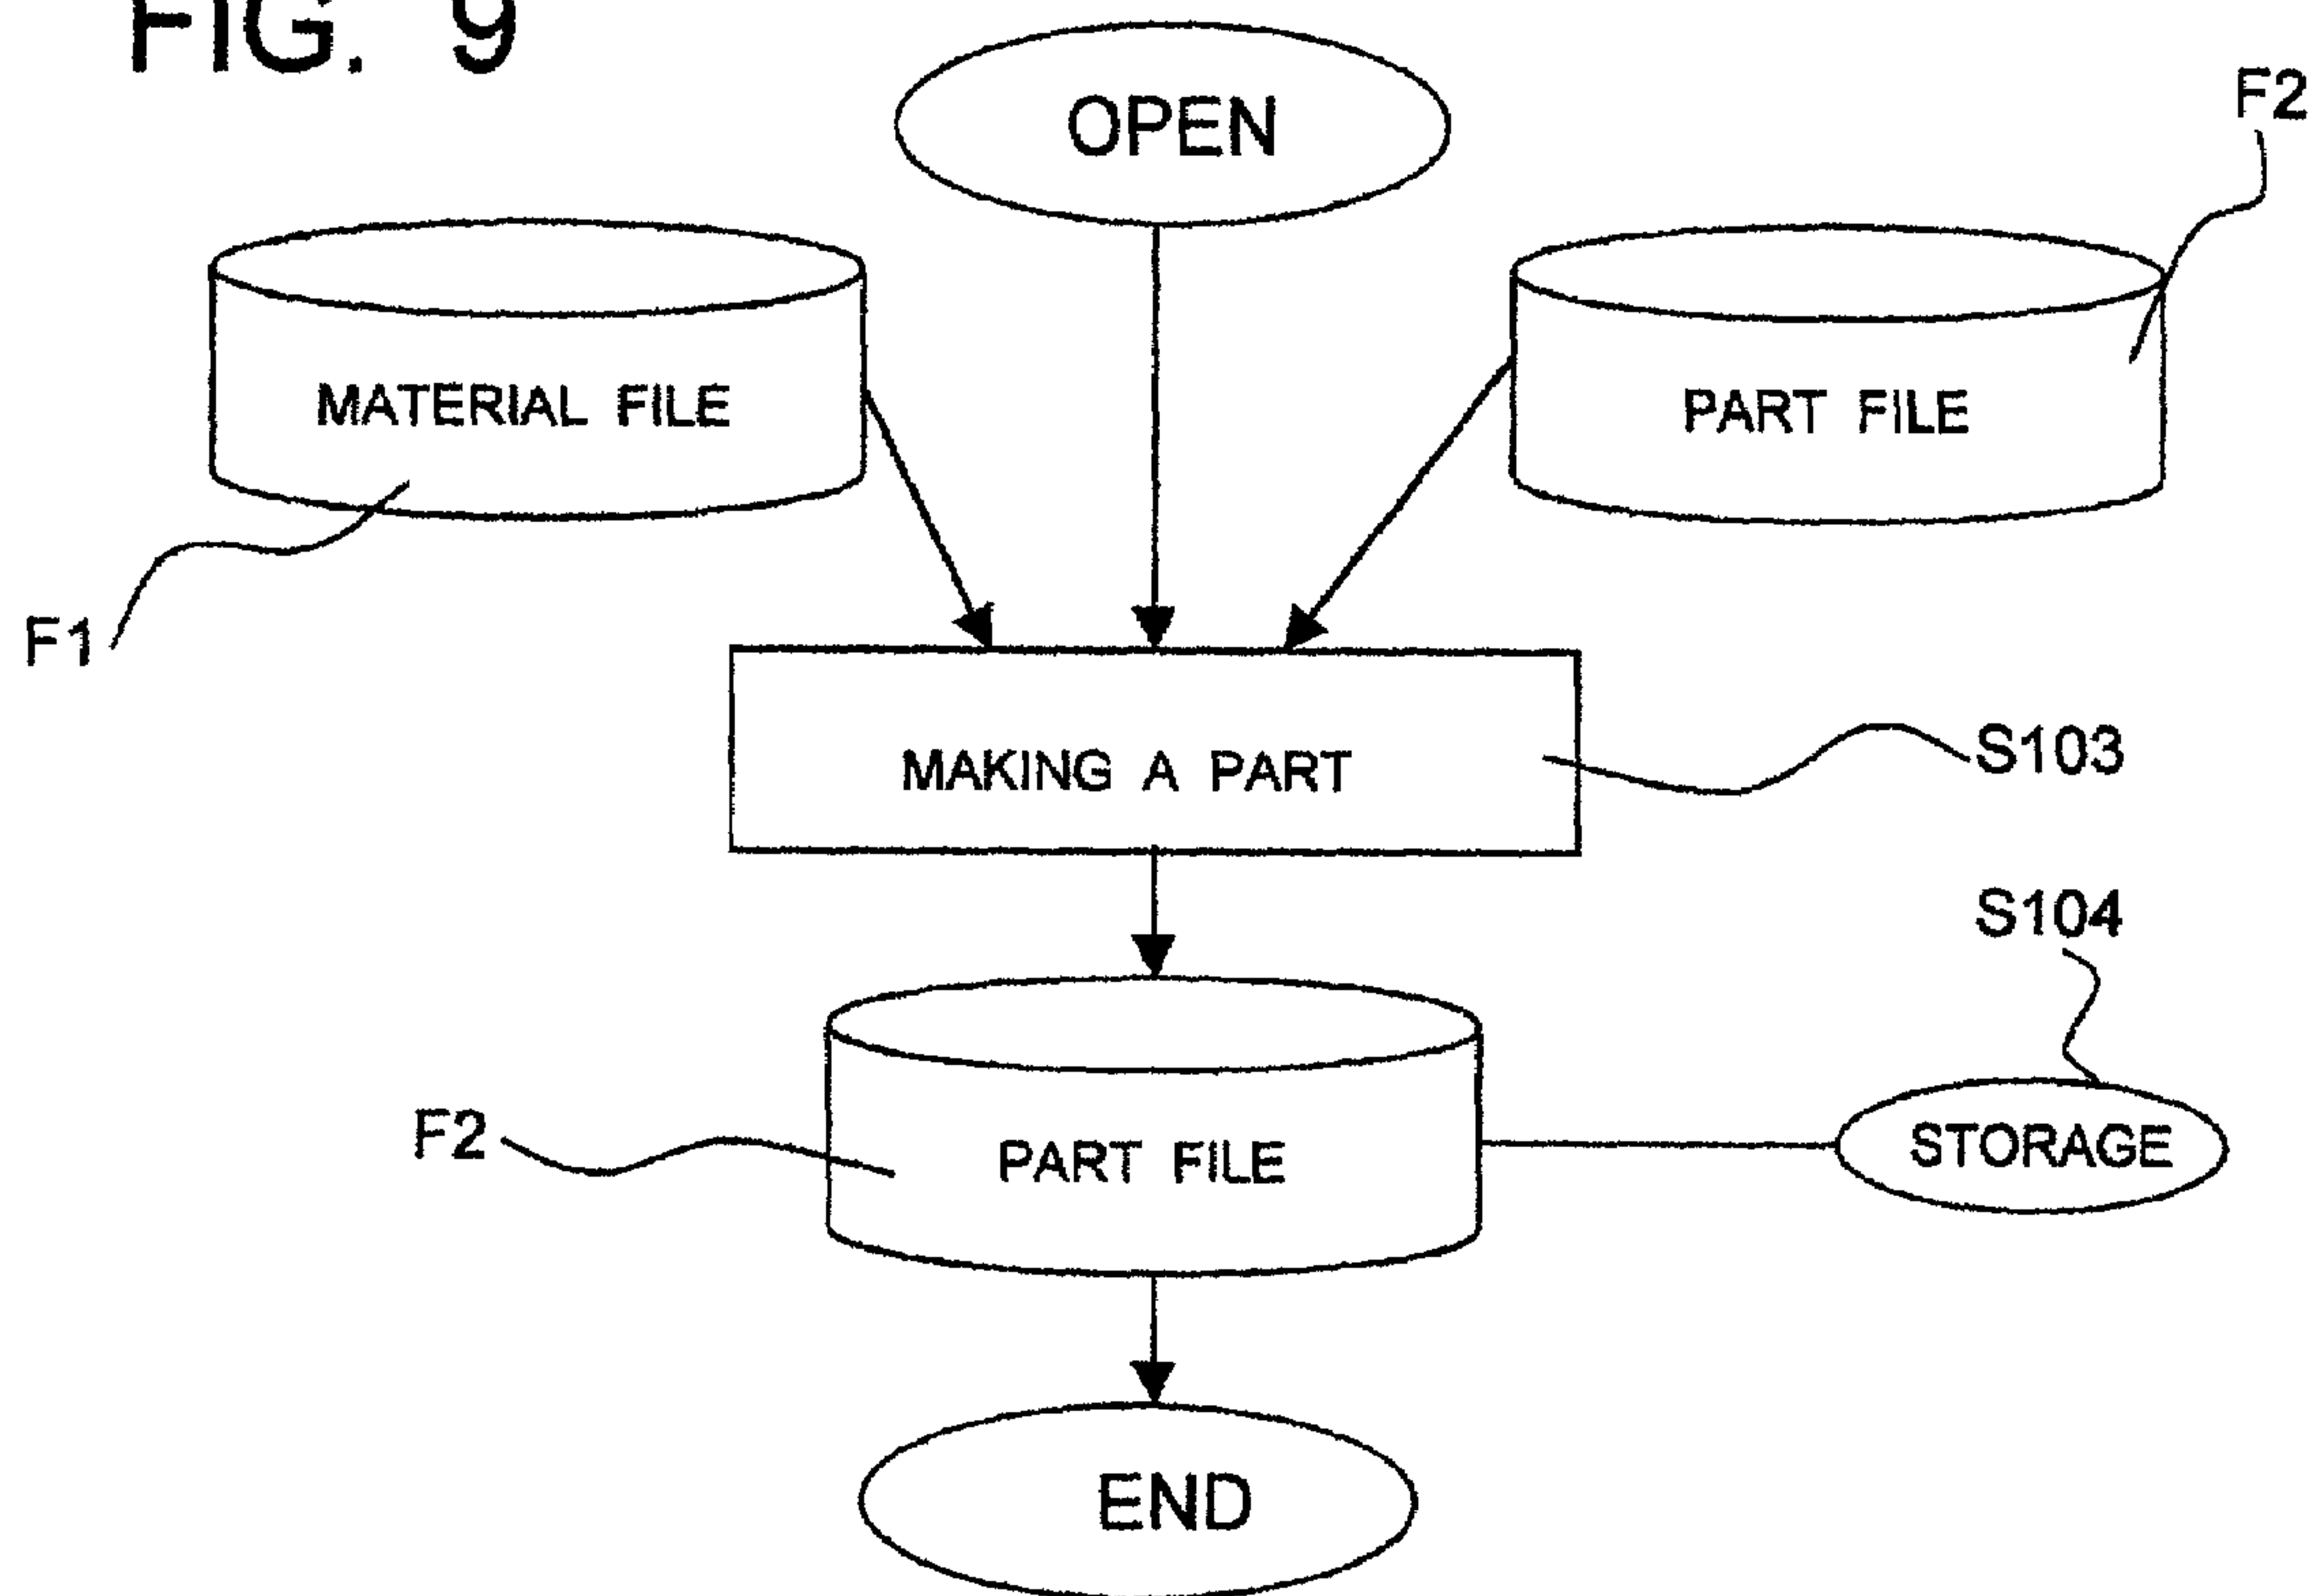 FIG. 9
OPEN
F2
MATERIAL FILE
PART FILE
F1
MAKING A PART
S103
S104
F2
PART FILE
STORAGE
END